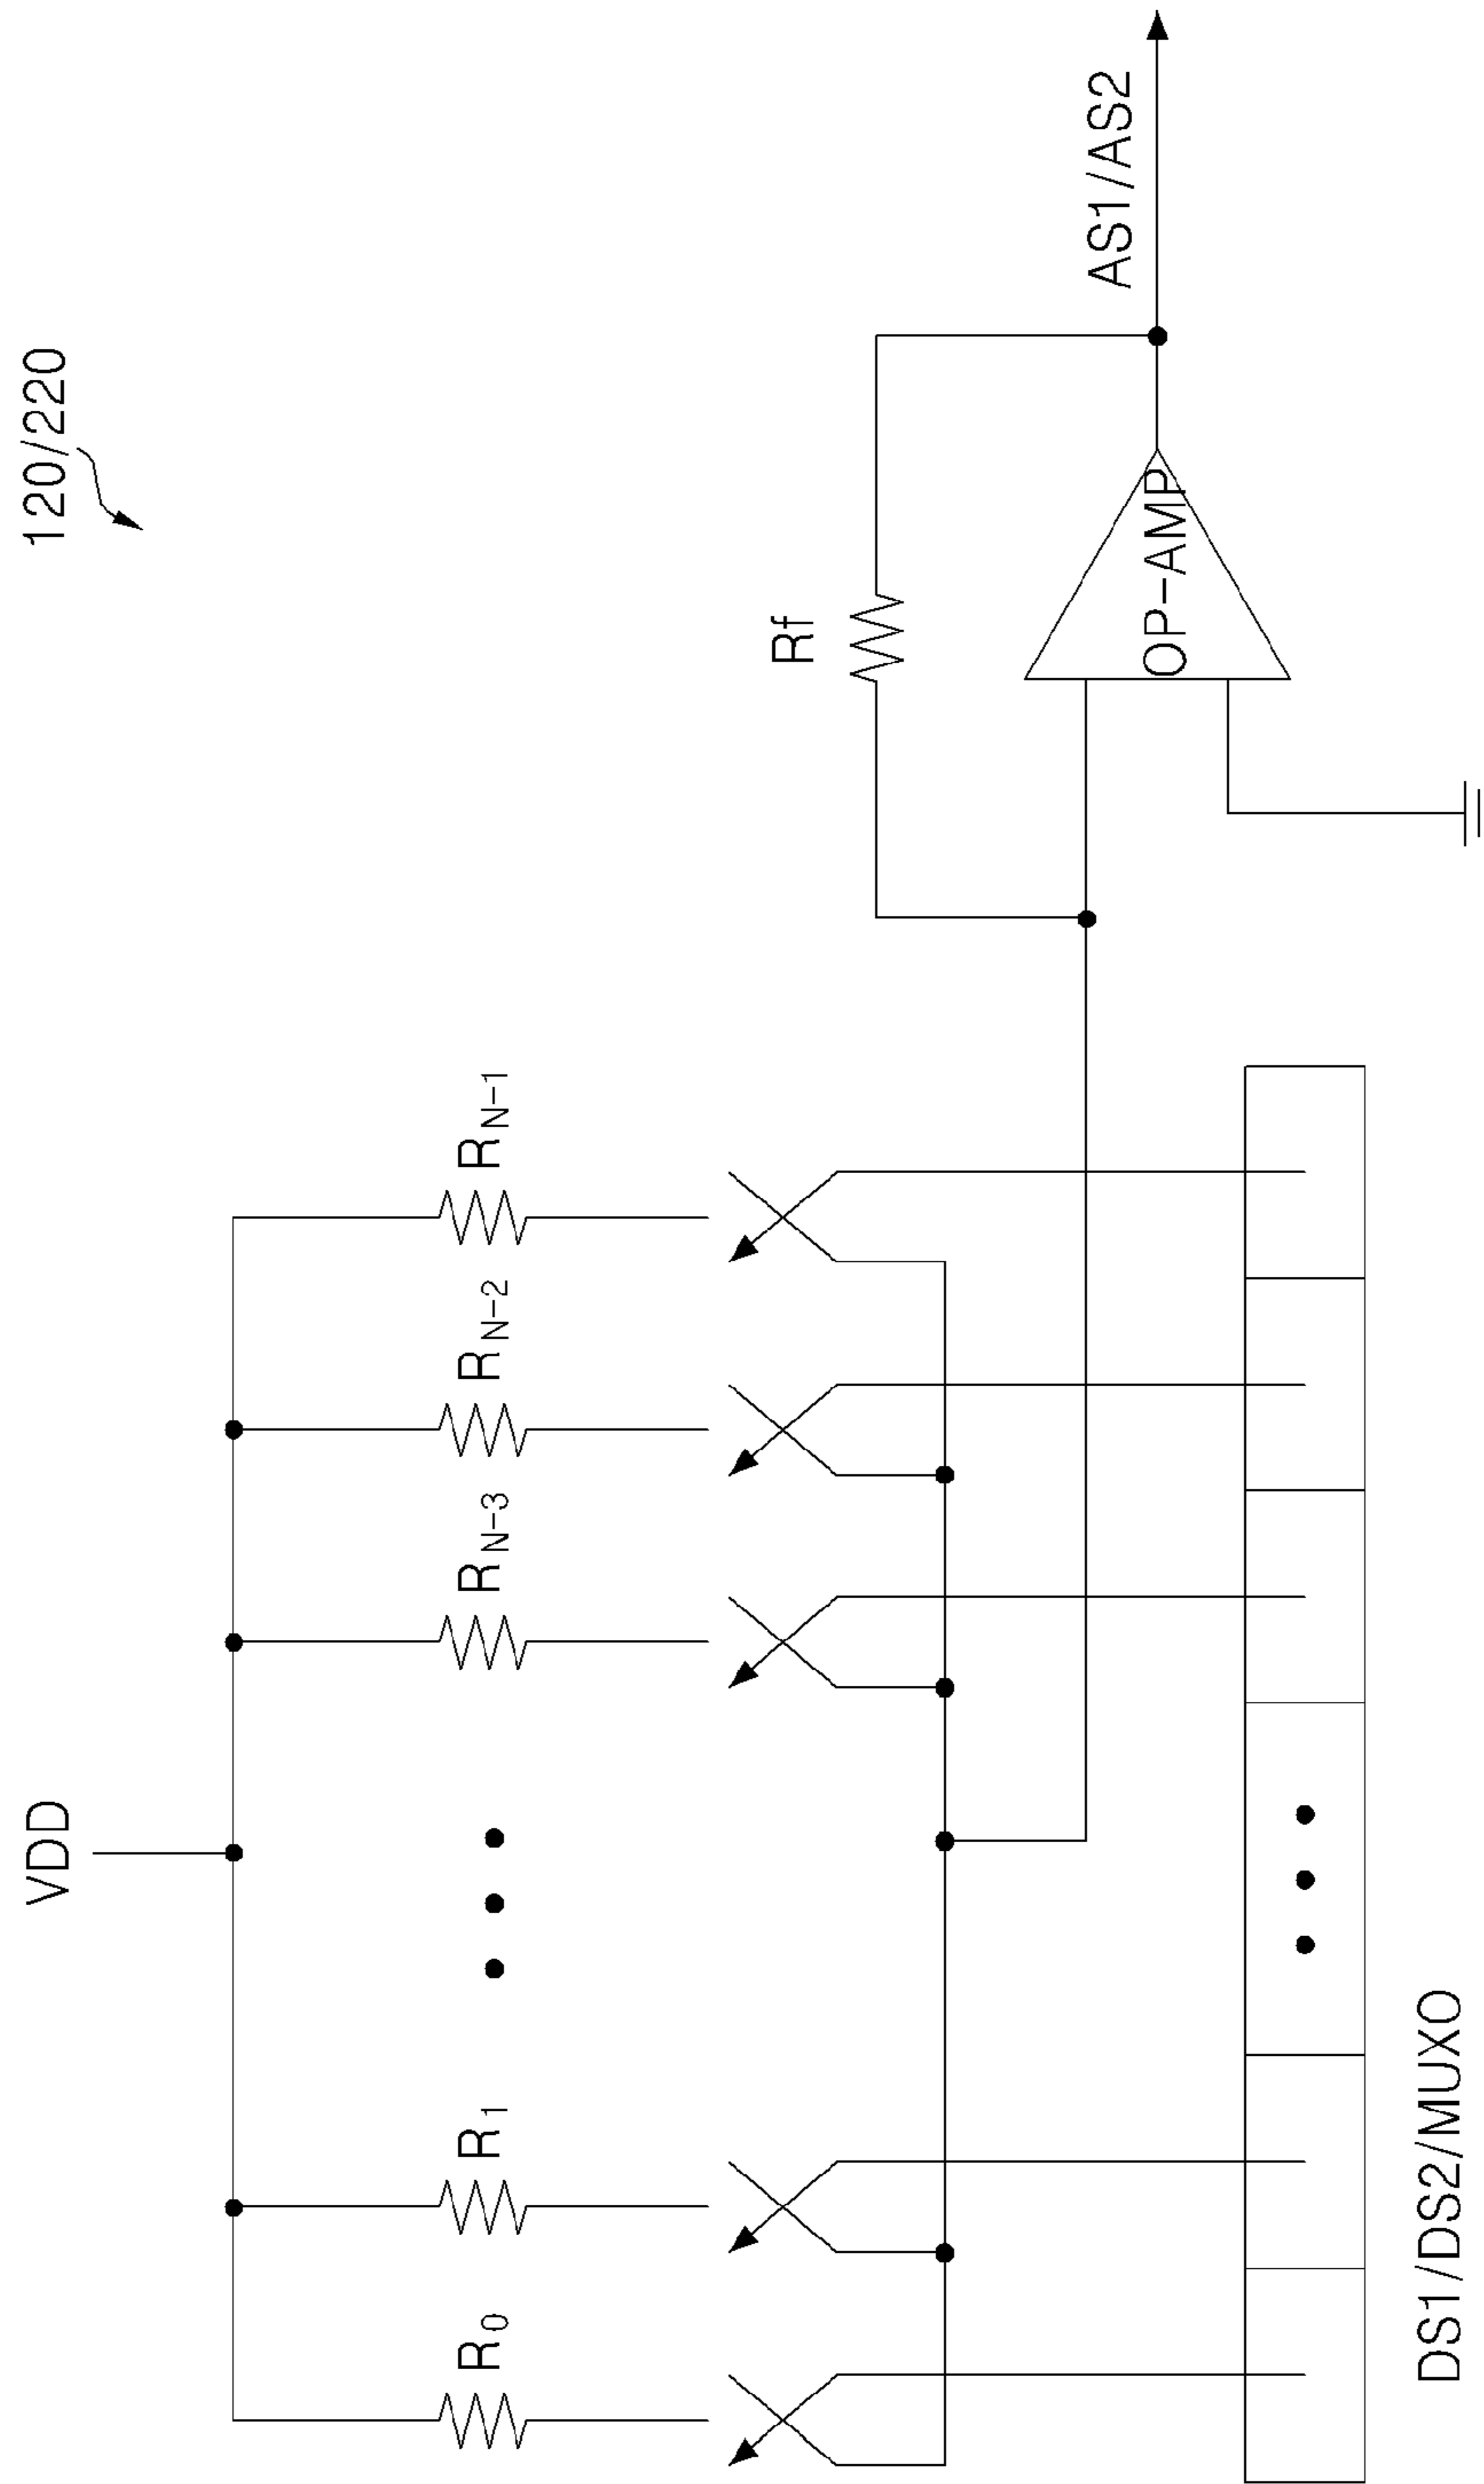 120/220
VDD
R0
R1
RN-3
RN-2
RN-1
Rf
OP-AMP
AS1/AS2
DS1/DS2/MUXO